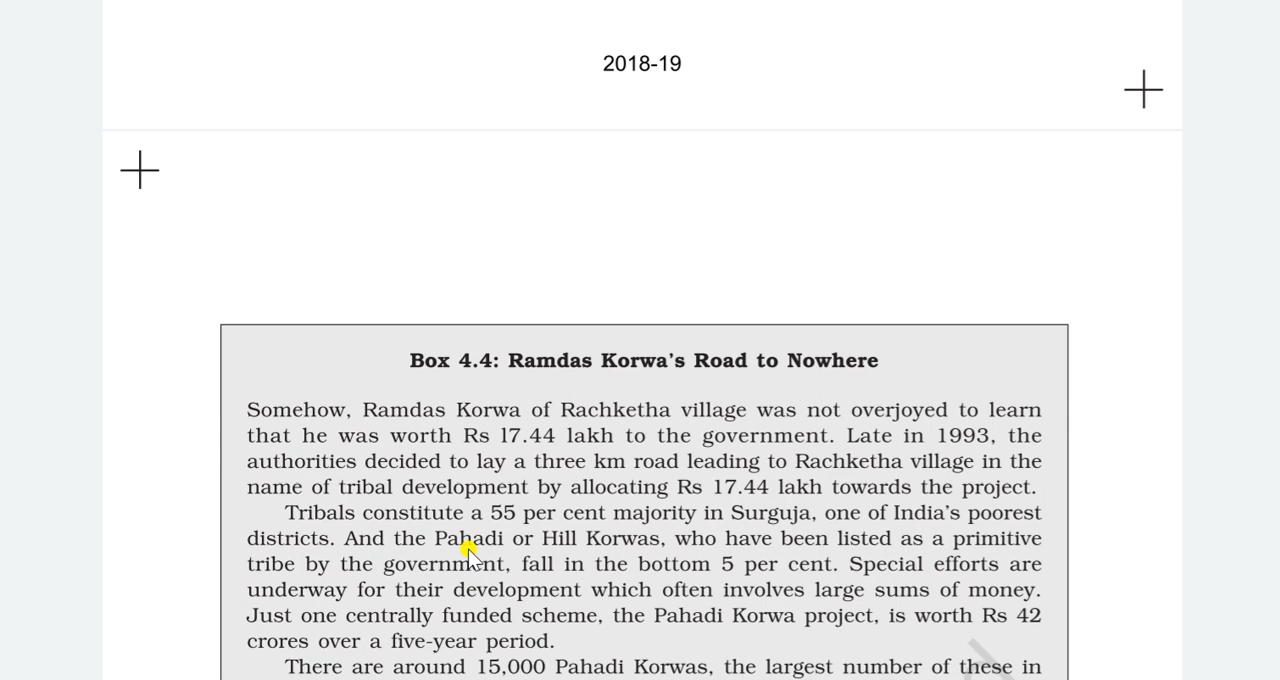 2018-19
Box 4.4: Ramdas Korwa's Road to Nowhere
Somehow, Ramdas Korwa of Rachketha village was not overjoyed to learn
that he was worth Rs l7.44 lakh to the government. Late in 1993, the
authorities decided to lay a three km road leading to Rachketha village in the
name of tribal development by allocating Rs 17.44 lakh towards the project.
Tribals constitute a 55 per cent majority in Surguja, one of India's poorest
districts. And the Pahadi or Hill Korwas, who have been listed as a primitive
tribe by the government, fall in the bottom 5 per cent. Special efforts are
underway for their development which often involves large sums of money.
Just one centrally funded scheme, the Pahadi Korwa project, is worth Rs 42
crores over a five-year period.
There are around 15,000 Pahadi Korwas, the largest number of these in